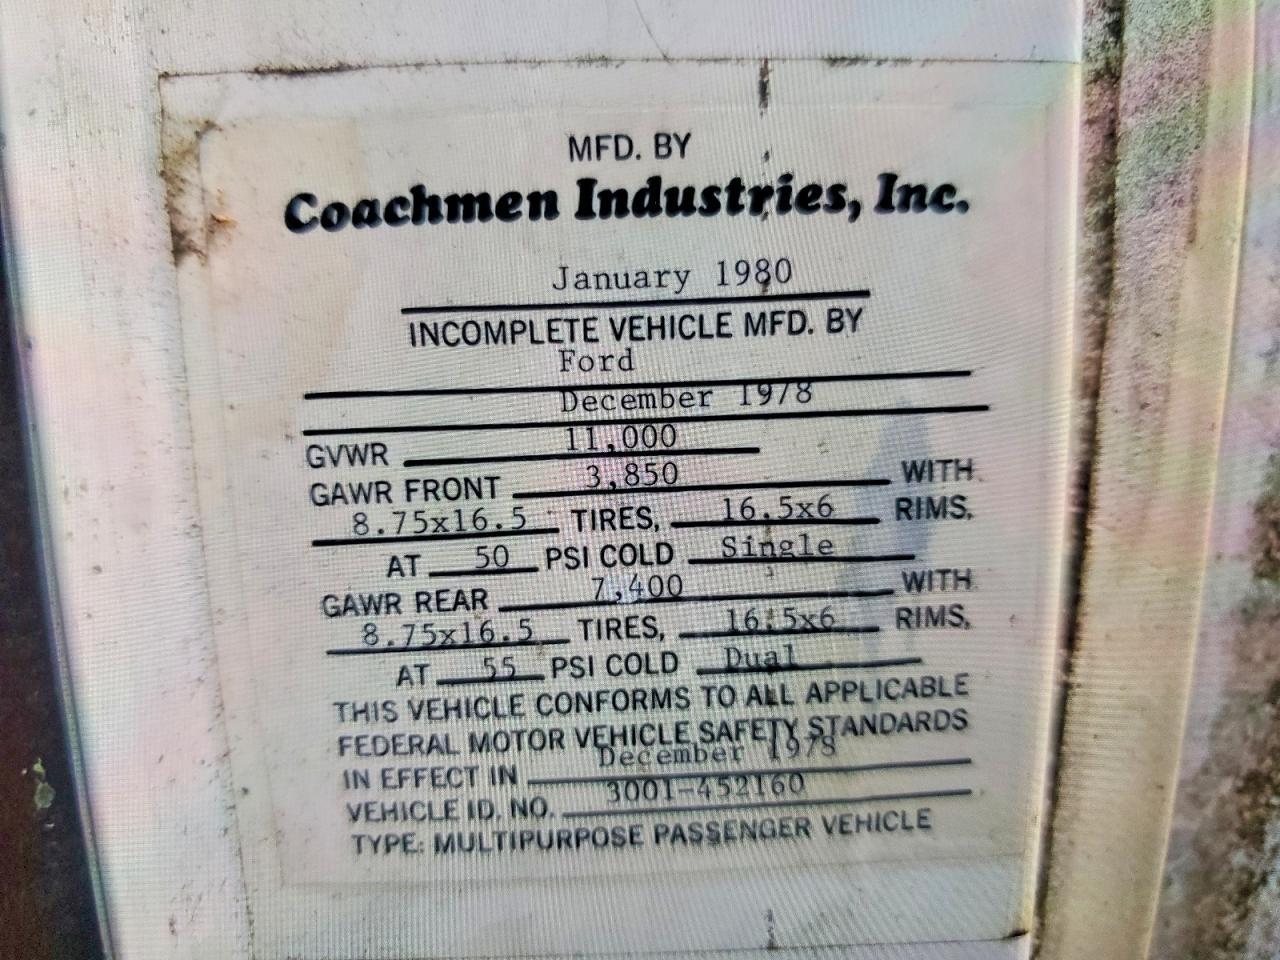 MFD. BY
Coachmen Industries, Inc.
January 1980
INCOMPLETE VEHICLE MFD. BY
Ford
December 1978
GVWR 11,000
GAWR FRONT 3,850 WITH
8.75x16.5 TIRES, 16.5x6 RIMS,
AT 50 PSI COLD Single
GAWR REAR 7,400 WITH
8.75x16.5 TIRES, 16.5x6 RIMS,
AT 55 PSI COLD Dual
THIS VEHICLE CONFORMS TO ALL APPLICABLE
FEDERAL MOTOR VEHICLE SAFETY STANDARDS
IN EFFECT IN December 1978
VEHICLE ID. NO. 3001-452160
TYPE: MULTIPURPOSE PASSENGER VEHICLE